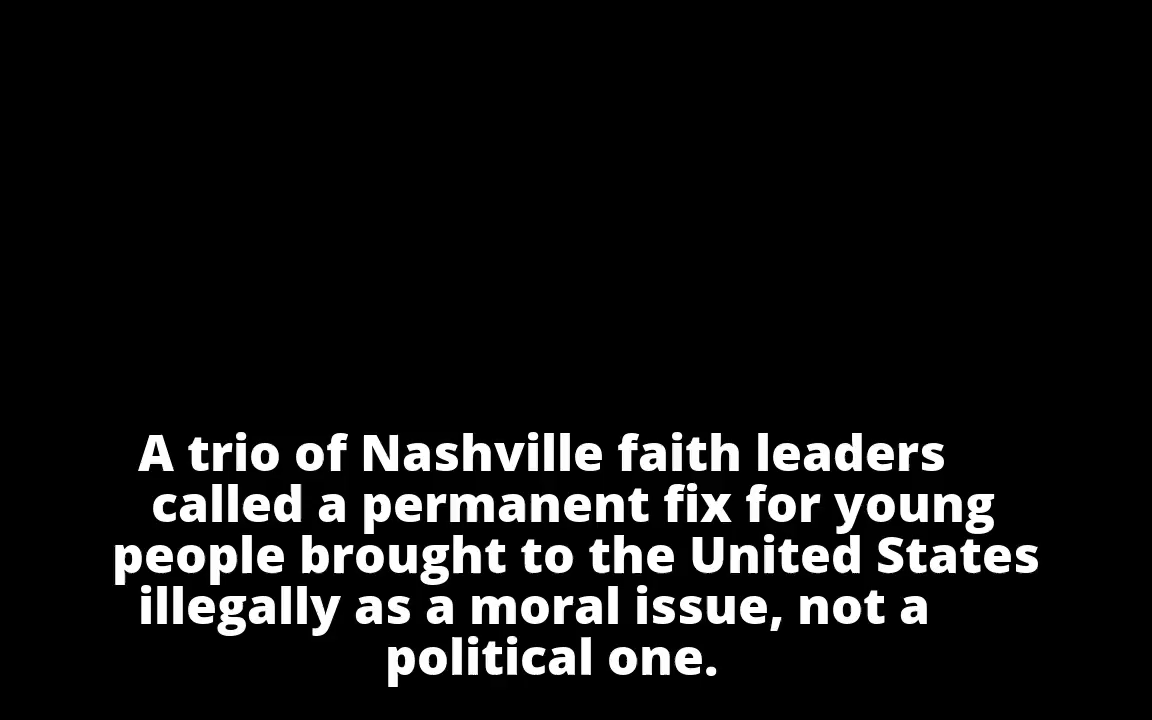 A trio of Nashville faith leaders
called a permanent fix for young
people brought to the United States
illegally as a moral issue, not a
political one.